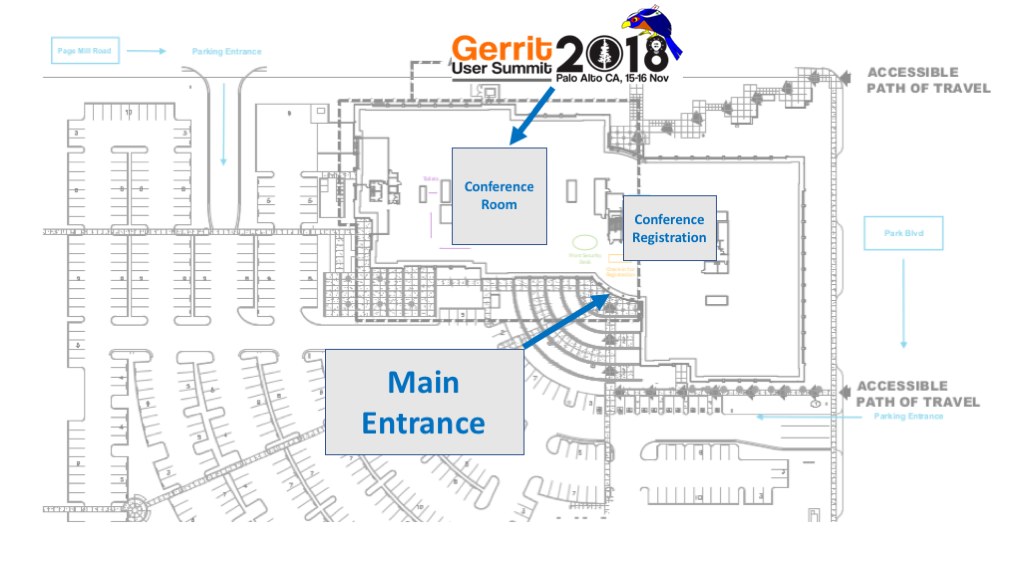 Gerrit
User Summit
2018
Palo Alto CA, 15-16 Nov
Page Mill Road
Parking Entrance
ACCESSIBLE
PATH OF TRAVEL
Conference
Room
Conference
Registration
Park Blvd
Main
Entrance
ACCESSIBLE
PATH OF TRAVEL
Parking Entrance